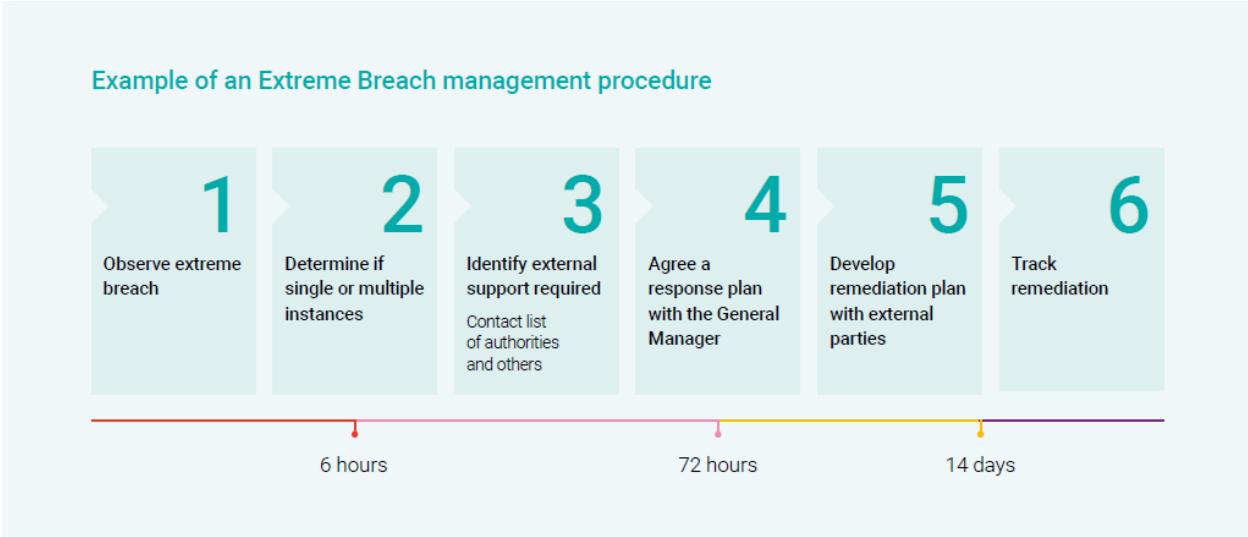 Example of an Extreme Breach management procedure
1
Observe extreme
breach
2
Determine if
single or multiple
instances
3
Identify external
support required
Contact list
of authorities
and others
4
Agree a
response plan
with the General
Manager
5
Develop
remediation plan
with external
parties
6
Track
remediation
6 hours
72 hours
14 days